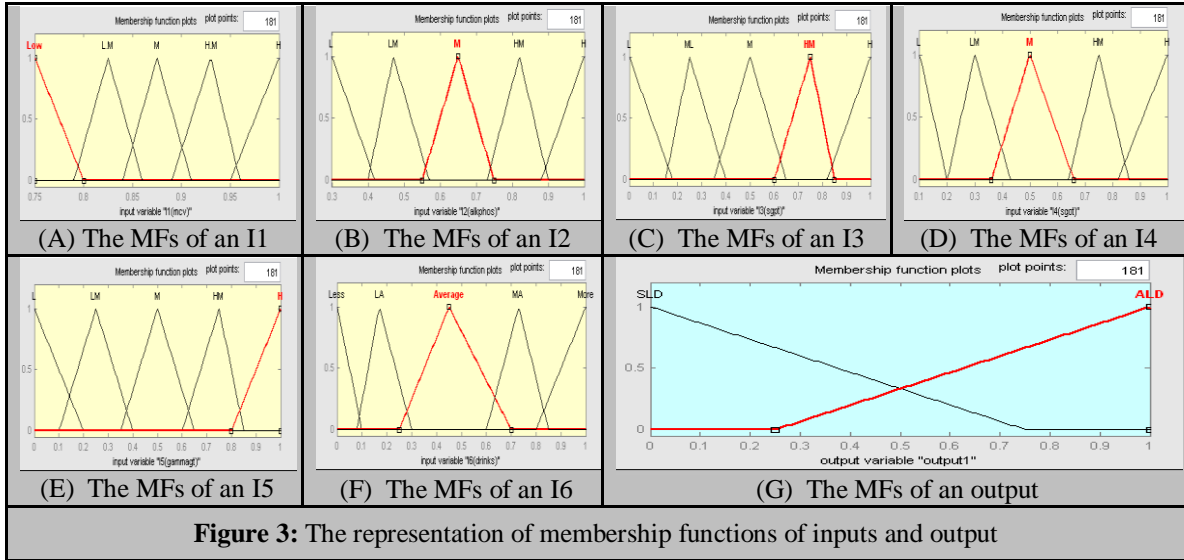 Membership function plots plot points: 181
Low L.M M H.M H
1
0.5
0
0.75 0.8 0.85 0.9 0.95 1
input variable "I1(mcv)"
(A) The MFs of an I1
Membership function plots plot points: 181
L LM M HM H
1
0.5
0
0.3 0.4 0.5 0.6 0.7 0.8 0.9 1
input variable "I2(alkphos)"
(B) The MFs of an I2
Membership function plots plot points: 181
L ML M HM H
1
0.5
0
0 0.1 0.2 0.3 0.4 0.5 0.6 0.7 0.8 0.9 1
input variable "I3(sgpt)"
(C) The MFs of an I3
Membership function plots plot points: 181
L LM M HM H
1
0.5
0
0.1 0.2 0.3 0.4 0.5 0.6 0.7 0.8 0.9 1
(D) The MFs of an I4
Membership function plots plot points: 181
L LM M HM H
1
0.5
0
0 0.1 0.2 0.3 0.4 0.5 0.6 0.7 0.8 0.9 1
input variable "I5(gammagt)"
(E) The MFs of an I5
Membership function plots plot points: 181
Less LA Average MA More
1
0.5
0
0 0.1 0.2 0.3 0.4 0.5 0.6 0.7 0.8 0.9 1
input variable "I6(drinks)"
(F) The MFs of an I6
Membership function plots plot points: 181
SLD ALD
1
0.5
0
0 0.1 0.2 0.3 0.4 0.5 0.6 0.7 0.8 0.9 1
output variable "output1"
(G) The MFs of an output
Figure 3: The representation of membership functions of inputs and output